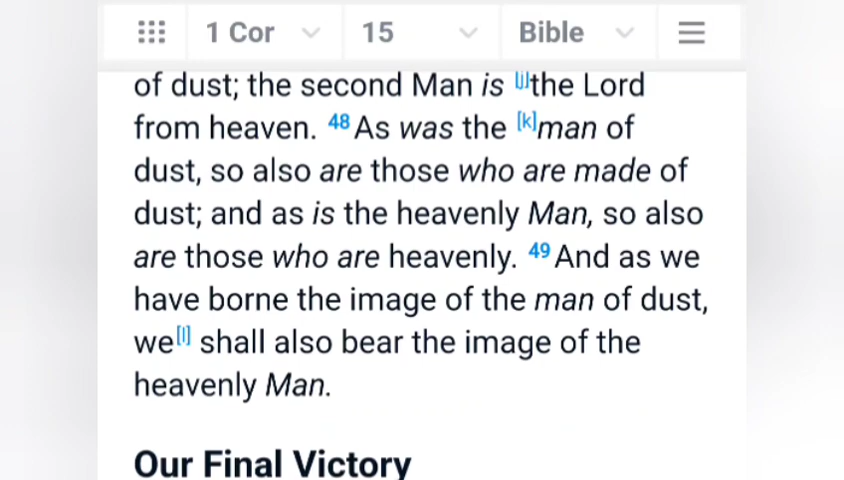 1 Cor 15 Bible
of dust; the second Man is [j]the Lord
from heaven. 48 As was the [k]man of
dust, so also are those who are made of
dust; and as is the heavenly Man, so also
are those who are heavenly. 49 And as we
have borne the image of the man of dust,
we[l] shall also bear the image of the
heavenly Man.
Our Final Victory